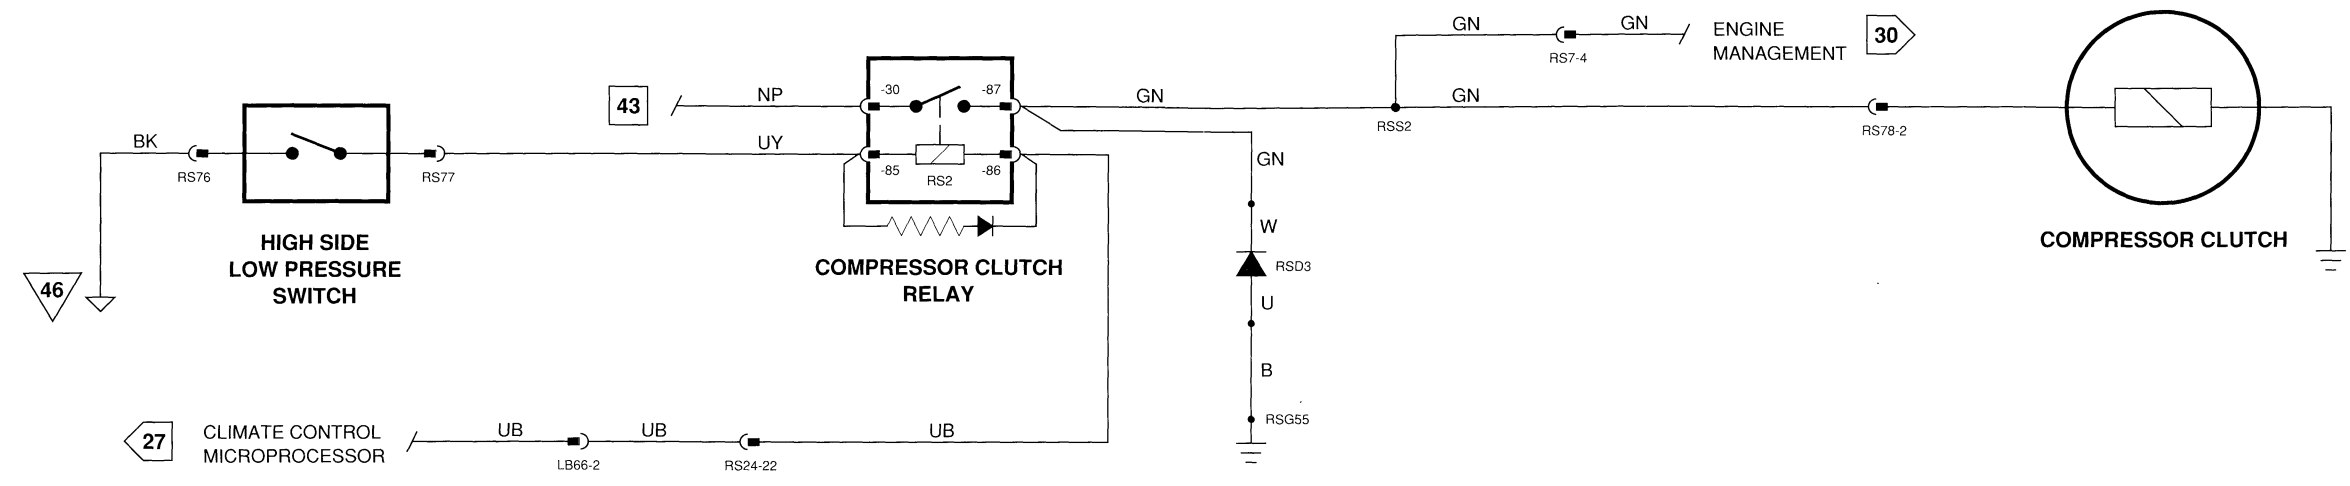 GN
GN
ENGINE
MANAGEMENT
30
RS7-4
43
NP
-30
-87
GN
GN
RSS2
RS78-2
BK
UY
GN
RS76
RS77
-85
RS2
-86
W
HIGH SIDE
LOW PRESSURE
SWITCH
COMPRESSOR CLUTCH
RELAY
COMPRESSOR CLUTCH
RSD3
46
U
B
RSG55
27
CLIMATE CONTROL
MICROPROCESSOR
UB
UB
UB
LB66-2
RS24-22